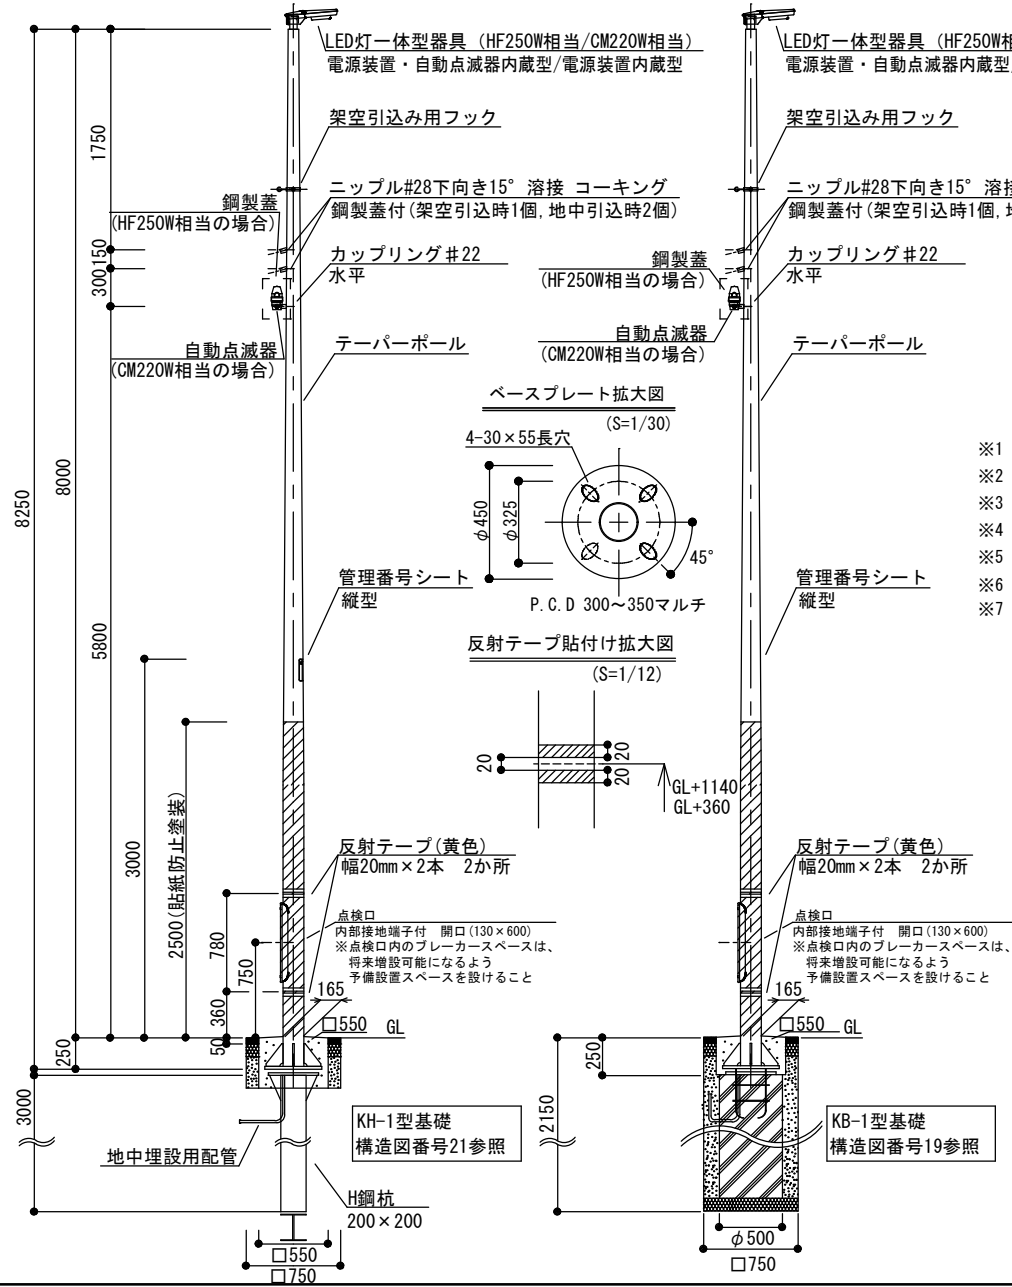 LED灯一体型器具（HF250W相当/CM220W相当）
電源装置・自動点滅器内蔵型/電源装置内蔵型
架空引込み用フック
ニップル#28下向き15° 溶接 コーキング
鋼製蓋付(架空引込時1個,地中引込時2個)
鋼製蓋
(HF250W相当の場合)
カップリング＃22
水平
自動点滅器
(CM220W相当の場合)
テーパーポール
管理番号シート
縦型
反射テープ(黄色)
幅20mm×2本　2か所
点検口
内部接地端子付　開口(130×600)
※点検口内のブレーカースペースは、
将来増設可能になるよう
予備設置スペースを設けること
165
□550 GL
KH-1型基礎
構造図番号21参照
地中埋設用配管
H鋼杭
200×200
□550
□750
8250
8000
1750
150
300
5800
3000
2500(貼紙防止塗装)
780
750
360
50
250
3000
ベースプレート拡大図
(S=1/30)
4-30×55長穴
φ450
φ325
45°
P.C.D 300～350マルチ
反射テープ貼付け拡大図
(S=1/12)
20
20
20
GL+1140
GL+360
LED灯一体型器具（HF250W相
電源装置・自動点滅器内蔵型/
架空引込み用フック
ニップル#28下向き15° 溶接
鋼製蓋付(架空引込時1個,地
鋼製蓋
(HF250W相当の場合)
カップリング＃22
水平
自動点滅器
(CM220W相当の場合)
テーパーポール
※1
※2
※3
※4
※5
※6
※7
管理番号シート
縦型
反射テープ(黄色)
幅20mm×2本　2か所
点検口
内部接地端子付　開口(130×600)
※点検口内のブレーカースペースは、
将来増設可能になるよう
予備設置スペースを設けること
165
□550 GL
250
2150
KB-1型基礎
構造図番号19参照
φ500
□750